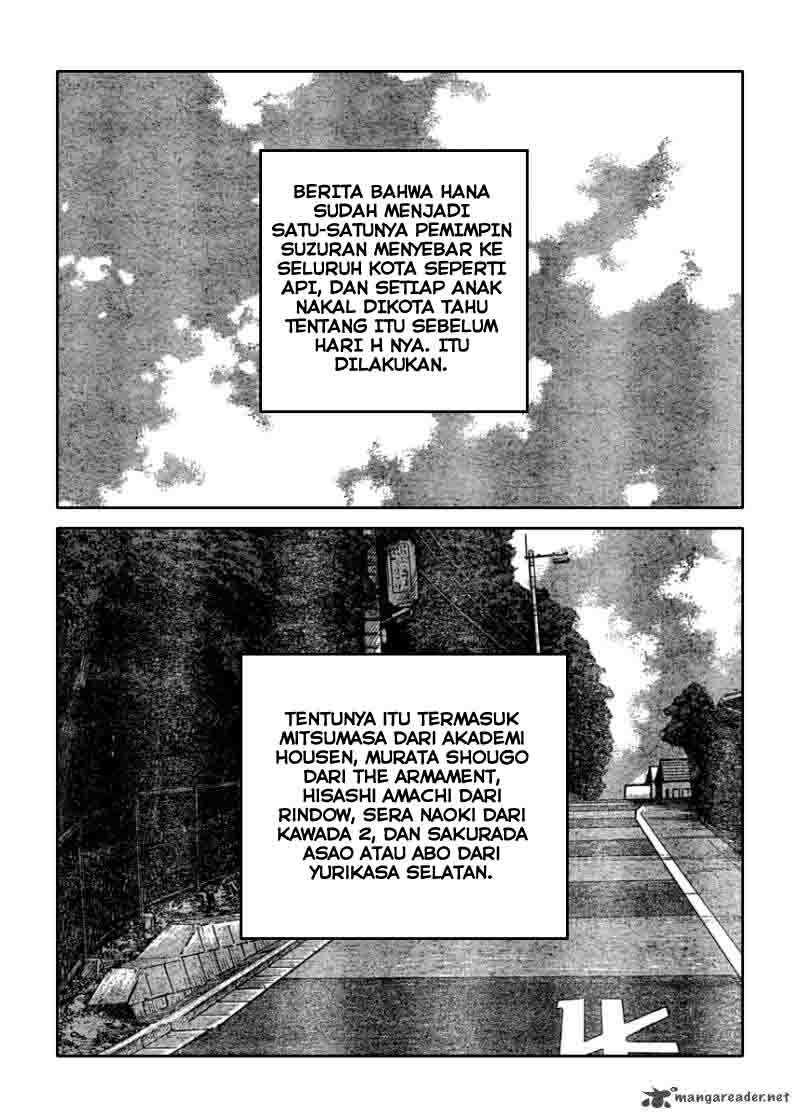 BERITA BAHWA HANA
SUDAH MENJADI
SATU-SATUNYA PEMIMPIN
SUZURAN MENYEBAR KE
SELURUH KOTA SEPERTI
API, DAN SETIAP ANAK
NAKAL DIKOTA TAHU
TENTANG ITU SEBELUM
HARI H NYA. ITU
DILAKUKAN.
TENTUNYA ITU TERMASUK
MITSUMASA DARI AKADEMI
HOUSEN, MURATA SHOUGO
DARI THE ARMAMENT,
HISASHI AMACHI DARI
RINDOW, SERA NAOKI DARI
KAWADA 2, DAN SAKURADA
ASAO ATAU ABO DARI
YURIKASA SELATAN.
mangareader.net